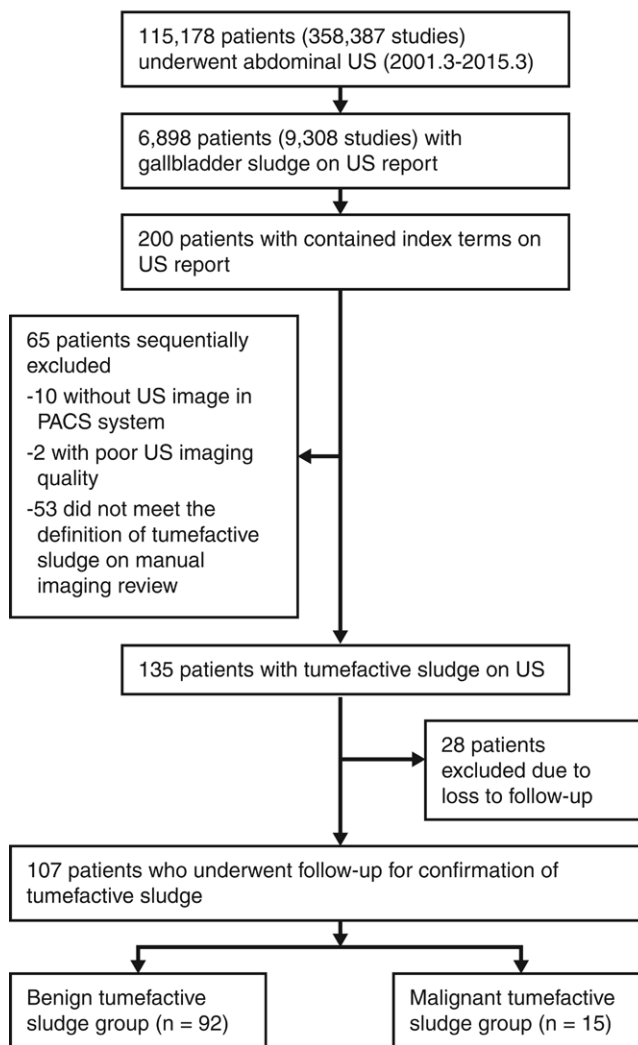 115,178 patients (358,387 studies)
underwent abdominal US (2001.3-2015.3)
6,898 patients (9,308 studies) with
gallbladder sludge on US report
200 patients with contained index terms on
US report
65 patients sequentially
excluded
-10 without US image in
PACS system
-2 with poor US imaging
quality
-53 did not meet the
definition of tumefactive
sludge on manual
imaging review
135 patients with tumefactive sludge on US
28 patients
excluded due to
loss to follow-up
107 patients who underwent follow-up for confirmation of
tumefactive sludge
Benign tumefactive
sludge group (n = 92)
Malignant tumefactive
sludge group (n = 15)